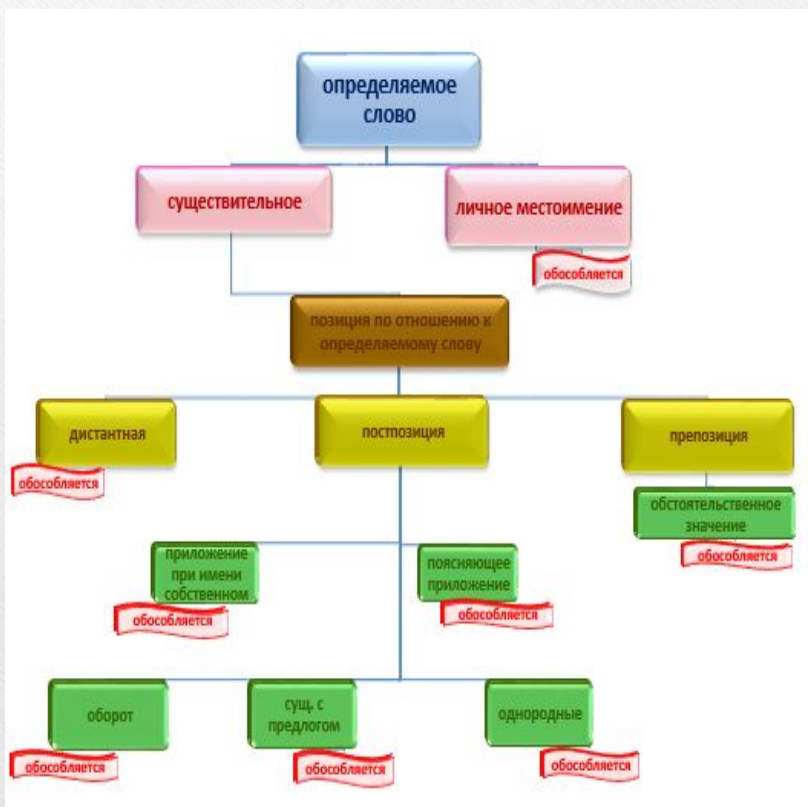 определяемое
слово
существительное
личное местоимение
обособляется
позиция по отношению к
определяемому слову
дистантная
обособляется
постпозиция
препозиция
обстоятельственное
значение
обособляется
приложение
при имени
собственном
обособляется
поясняющее
приложение
обособляется
оборот
обособляется
сущ. с
предлогом
обособляется
однородные
обособляется